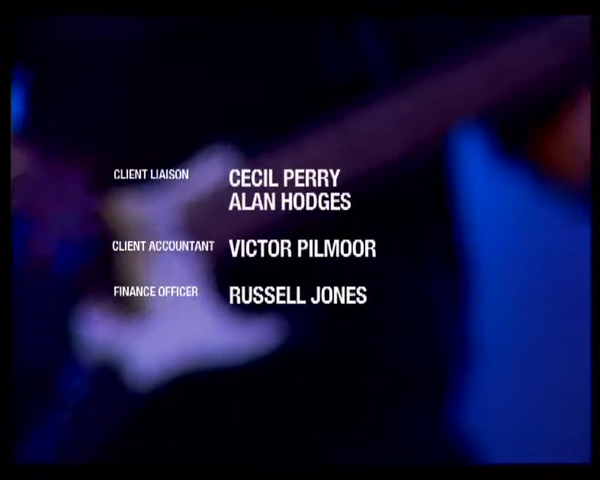 CLIENT LIAISON CECIL PERRY
ALAN HODGES
CLIENT ACCOUNTANT VICTOR PILMOOR
FINANCE OFFICER RUSSELL JONES